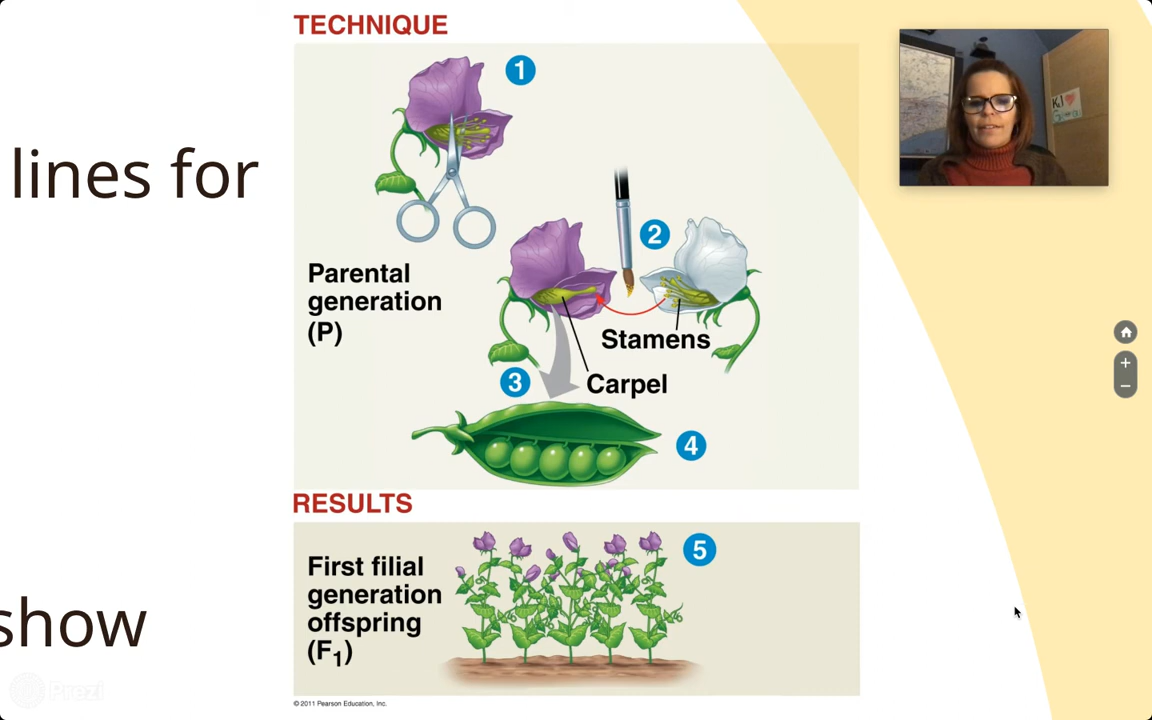 lines for
show
TECHNIQUE
1
2
Parental
generation
(P)
Stamens
3
Carpel
4
RESULTS
5
First filial
generation
offspring
(F1)
© 2011 Pearson Education, Inc.
Prezi